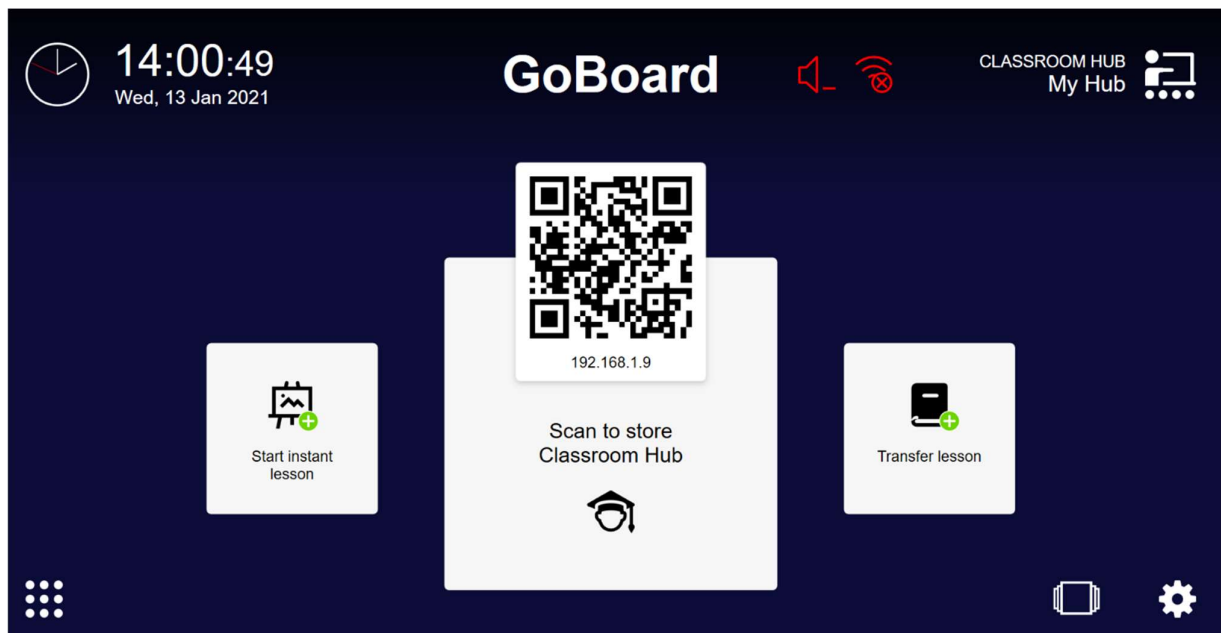 14:00:49
Wed, 13 Jan 2021
GoBoard
CLASSROOM HUB
My Hub
192.168.1.9
Scan to store
Classroom Hub
Start instant
lesson
Transfer lesson